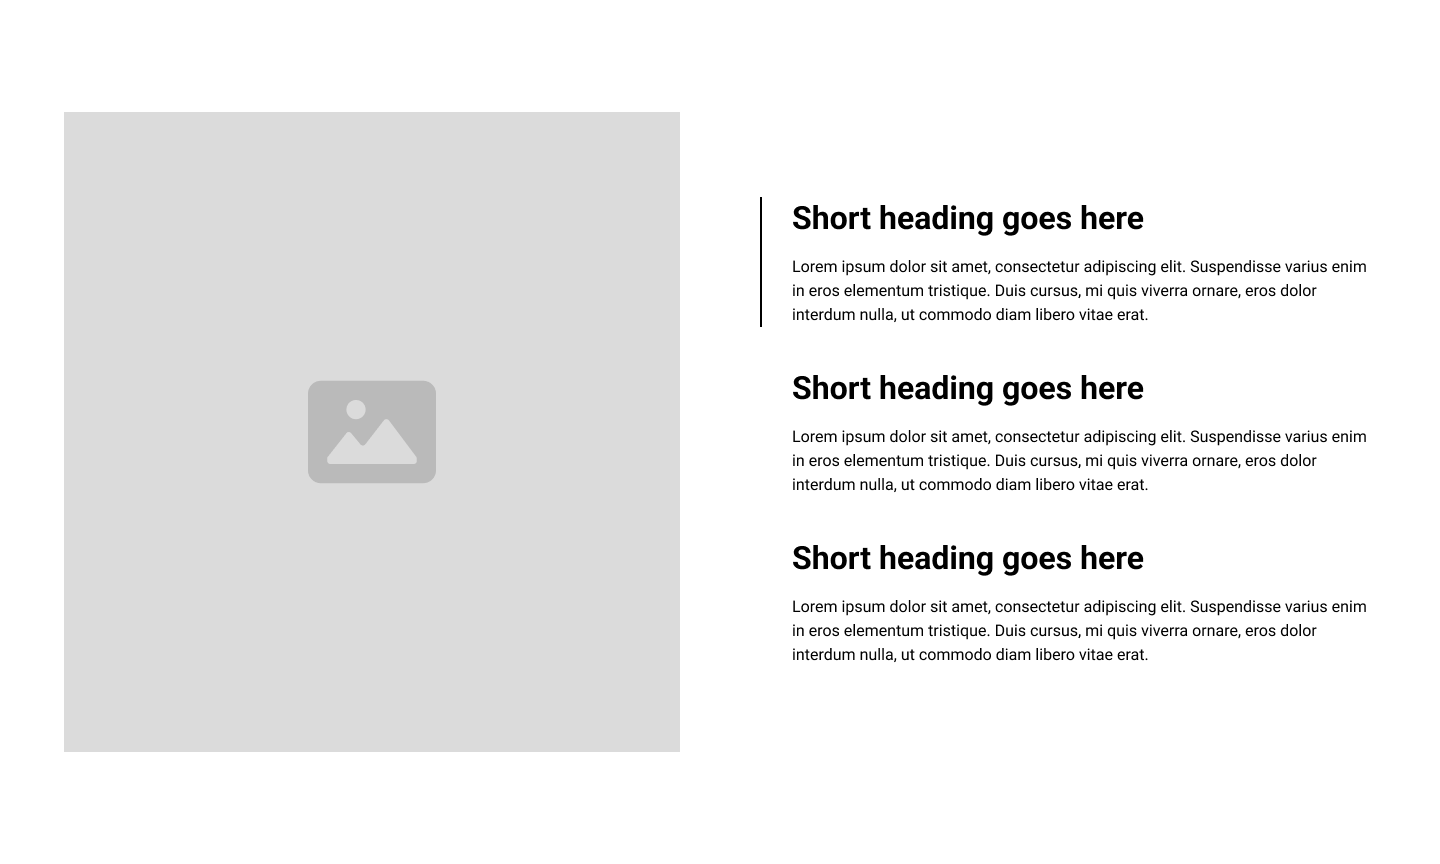 Short heading goes here
Lorem ipsum dolor sit amet, consectetur adipiscing elit. Suspendisse varius enim
in eros elementum tristique. Duis cursus, mi quis viverra ornare, eros dolor
interdum nulla, ut commodo diam libero vitae erat.
Short heading goes here
Lorem ipsum dolor sit amet, consectetur adipiscing elit. Suspendisse varius enim
in eros elementum tristique. Duis cursus, mi quis viverra ornare, eros dolor
interdum nulla, ut commodo diam libero vitae erat.
Short heading goes here
Lorem ipsum dolor sit amet, consectetur adipiscing elit. Suspendisse varius enim
in eros elementum tristique. Duis cursus, mi quis viverra ornare, eros dolor
interdum nulla, ut commodo diam libero vitae erat.